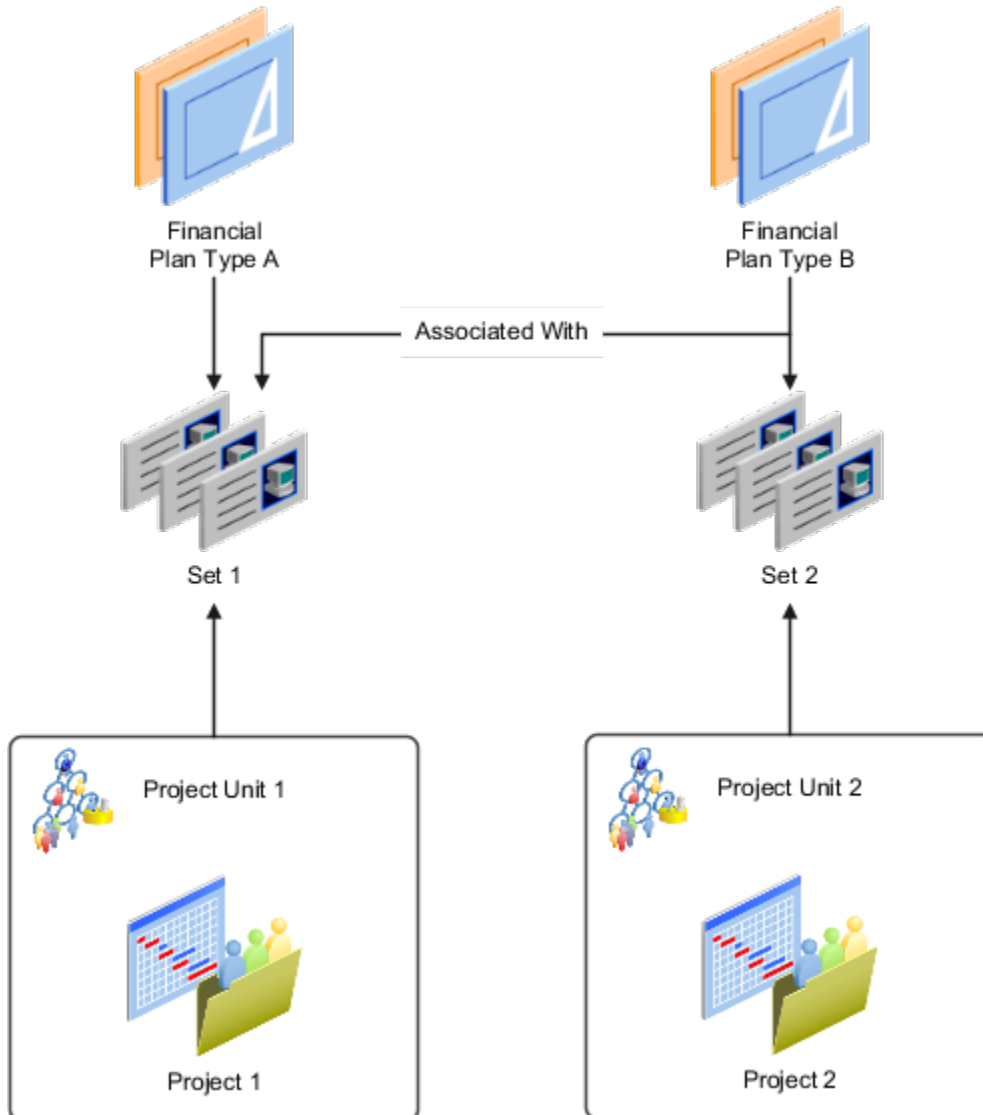 Financial
Plan Type A
Financial
Plan Type B
Associated With
Set 1
Set 2
Project Unit 1
Project Unit 2
Project 1
Project 2